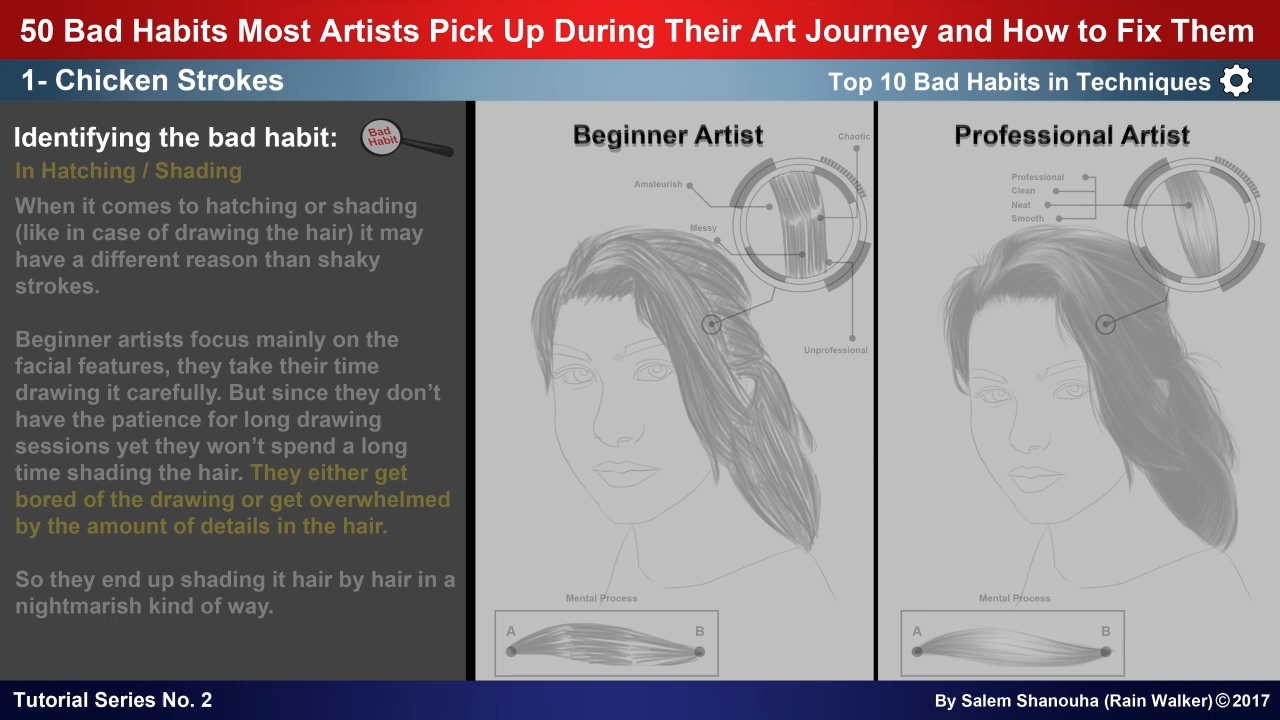 50 Bad Habits Most Artists Pick Up During Their Art Journey and How to Fix Them
1- Chicken Strokes
Top 10 Bad Habits in Techniques
Identifying the bad habit:
Bad
Habit
In Hatching / Shading
When it comes to hatching or shading
(like in case of drawing the hair) it may
have a different reason than shaky
strokes.
Beginner artists focus mainly on the
facial features, they take their time
drawing it carefully. But since they don’t
have the patience for long drawing
sessions yet they won’t spend a long
time shading the hair. They either get
bored of the drawing or get overwhelmed
by the amount of details in the hair.
So they end up shading it hair by hair in a
nightmarish kind of way.
Beginner Artist
Chaotic
Amateurish
Messy
Unprofessional
Mental Process
A B
Professional Artist
Professional
Clean
Neat
Smooth
Mental Process
A B
Tutorial Series No. 2
By Salem Shanouha (Rain Walker)©2017